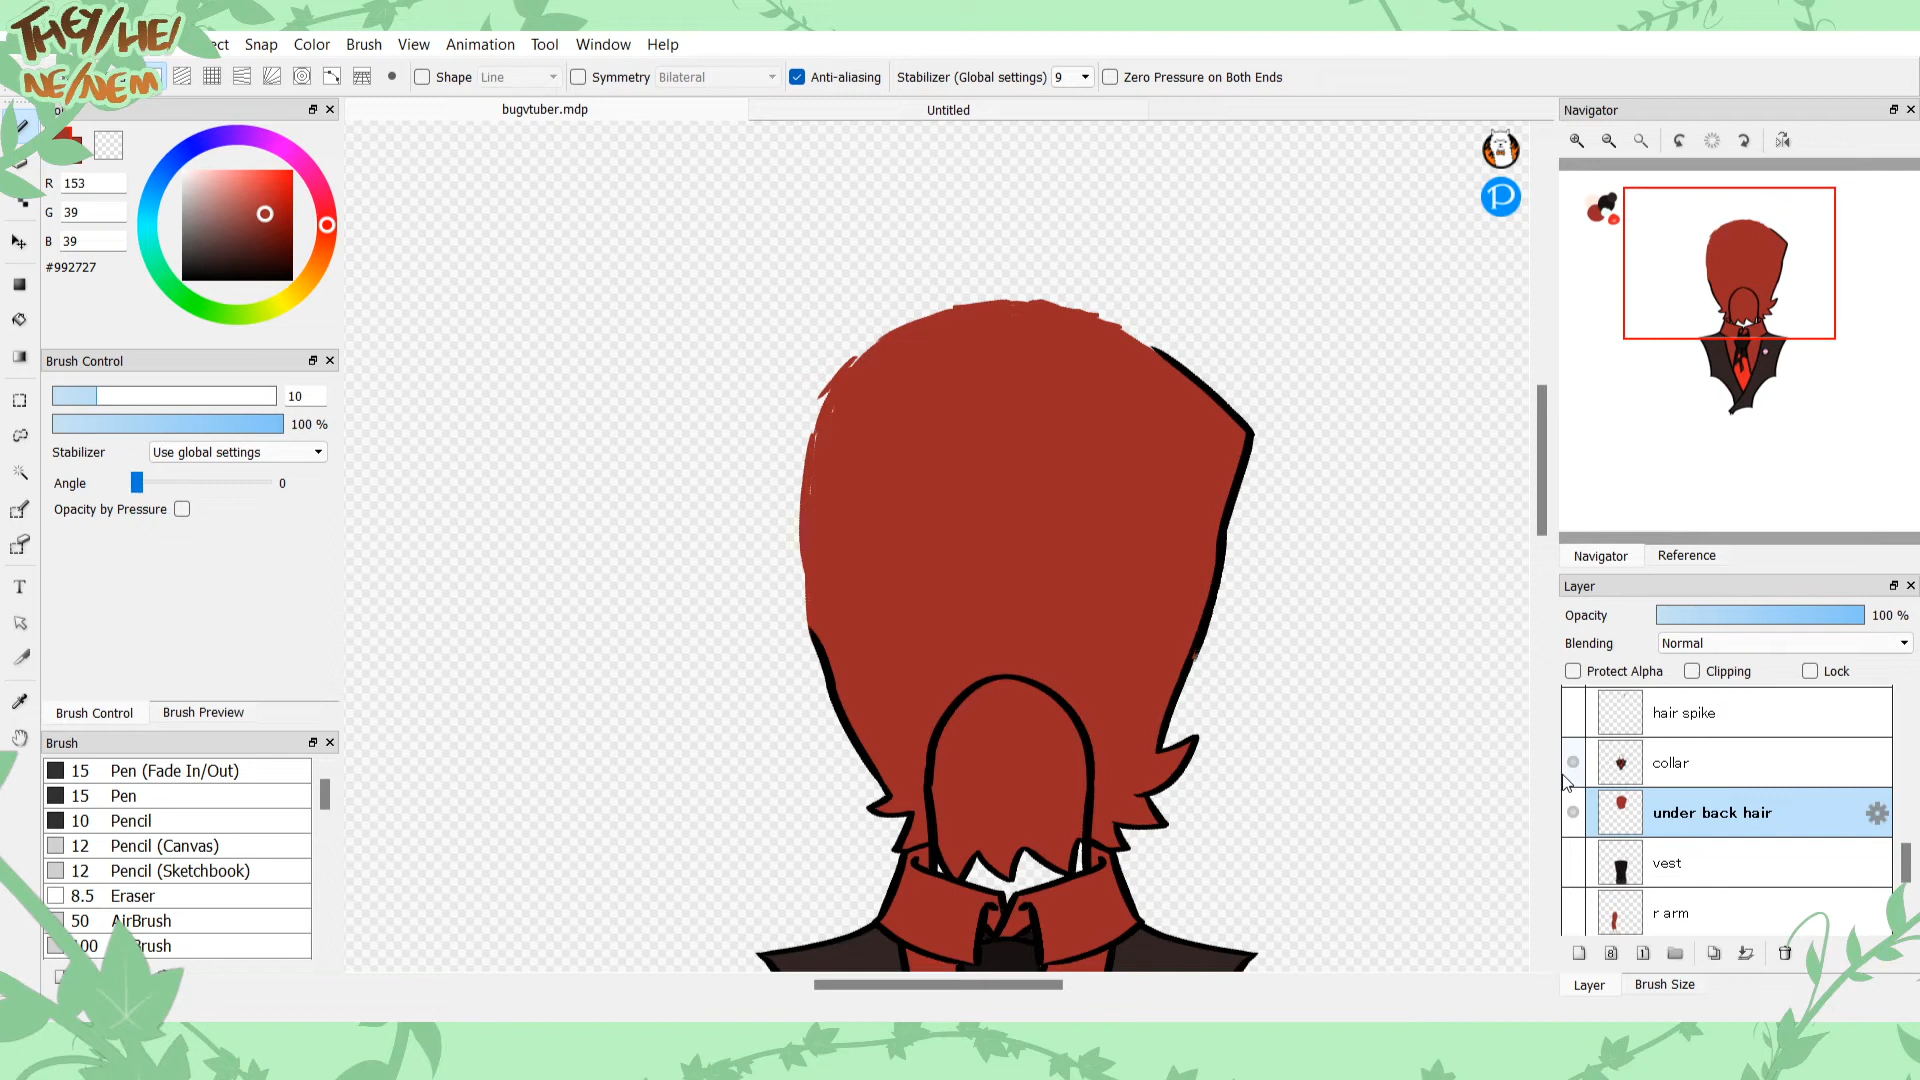 THEY/HE/
NE/NEM
ect Snap Color Brush View Animation Tool Window Help
Shape Line Symmetry Bilateral Anti-aliasing Stabilizer (Global settings) 9 Zero Pressure on Both Ends
bugvtuber.mdp Untitled
R 153
G 39
B 39
#992727
Brush Control
10
100 %
Stabilizer Use global settings
Angle 0
Opacity by Pressure
Brush Control Brush Preview
Brush
15 Pen (Fade In/Out)
15 Pen
10 Pencil
12 Pencil (Canvas)
12 Pencil (Sketchbook)
8.5 Eraser
50 AirBrush
100 Brush
P
Navigator
Navigator Reference
Layer
Opacity 100 %
Blending Normal
Protect Alpha Clipping Lock
hair spike
collar
under back hair
vest
r arm
8 1
Layer Brush Size
T